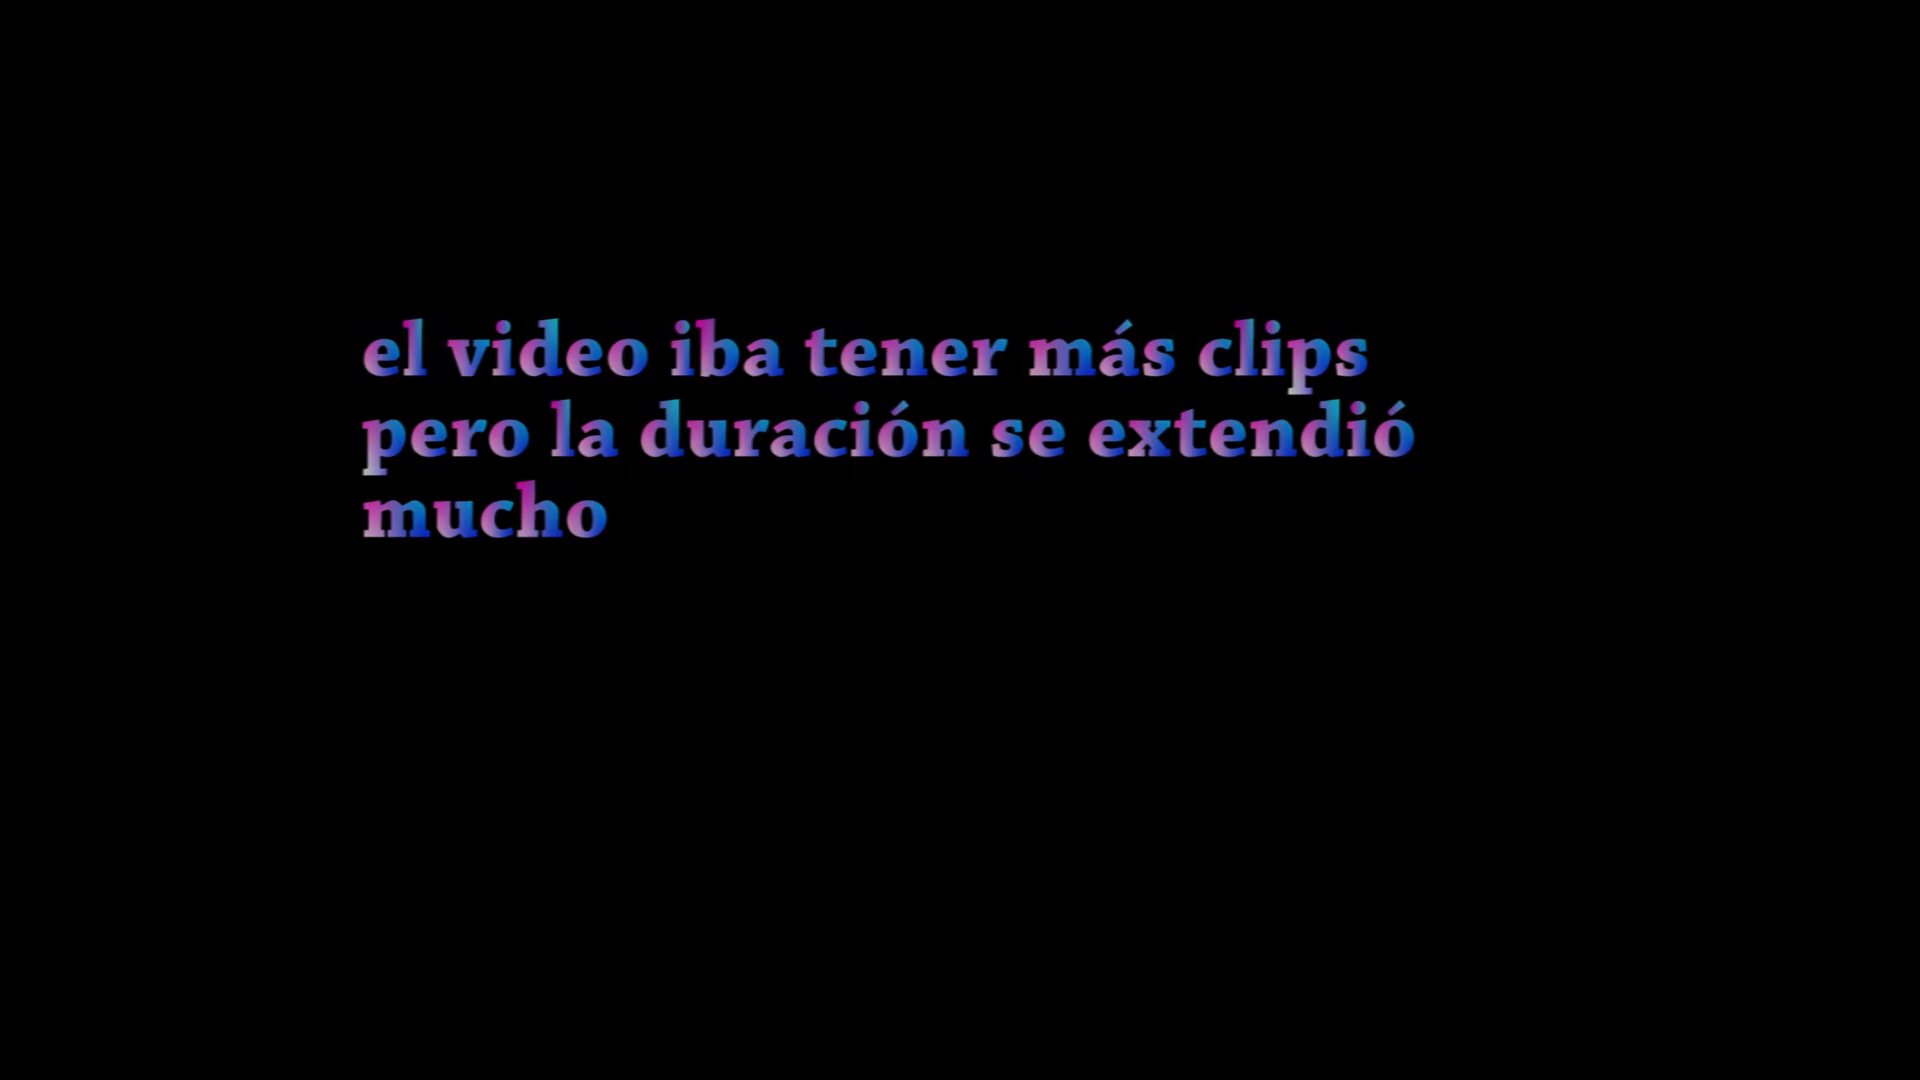 el video iba tener más clips
pero la duración se extendió
mucho